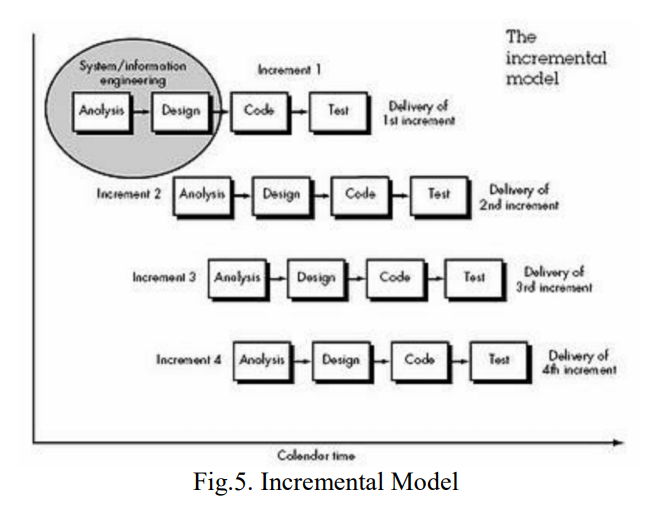 The
incremental
model
System/information
engineering
Increment 1
Analysis
Design
Code
Test
Delivery of
1st increment
Increment 2
Analysis
Design
Code
Test
Delivery of
2nd increment
Increment 3
Analysis
Design
Code
Test
Delivery of
3rd increment
Increment 4
Analysis
Design
Code
Test
Delivery of
4th increment
Calendar time
Fig.5. Incremental Model